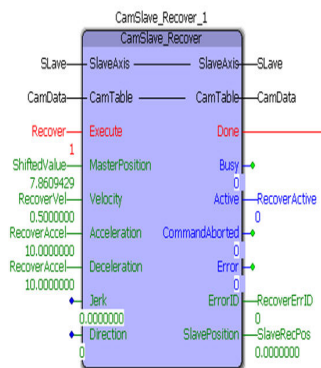 CamSlave_Recover_1
CamSlave_Recover
SLave SlaveAxis SlaveAxis SLave
CamData CamTable CamTable CamData
Recover Execute Done
1
ShiftedValue MasterPosition Busy
7.8609429 0
RecoverVel Velocity Active RecoverActive
0.5000000 0 0
RecoverAccel Acceleration CommandAborted
10.0000000 0
RecoverAccel Deceleration Error
10.0000000 0
Jerk ErrorID RecoverErrID
0.0000000 0
Direction SlavePosition SlaveRecPos
0 0.0000000